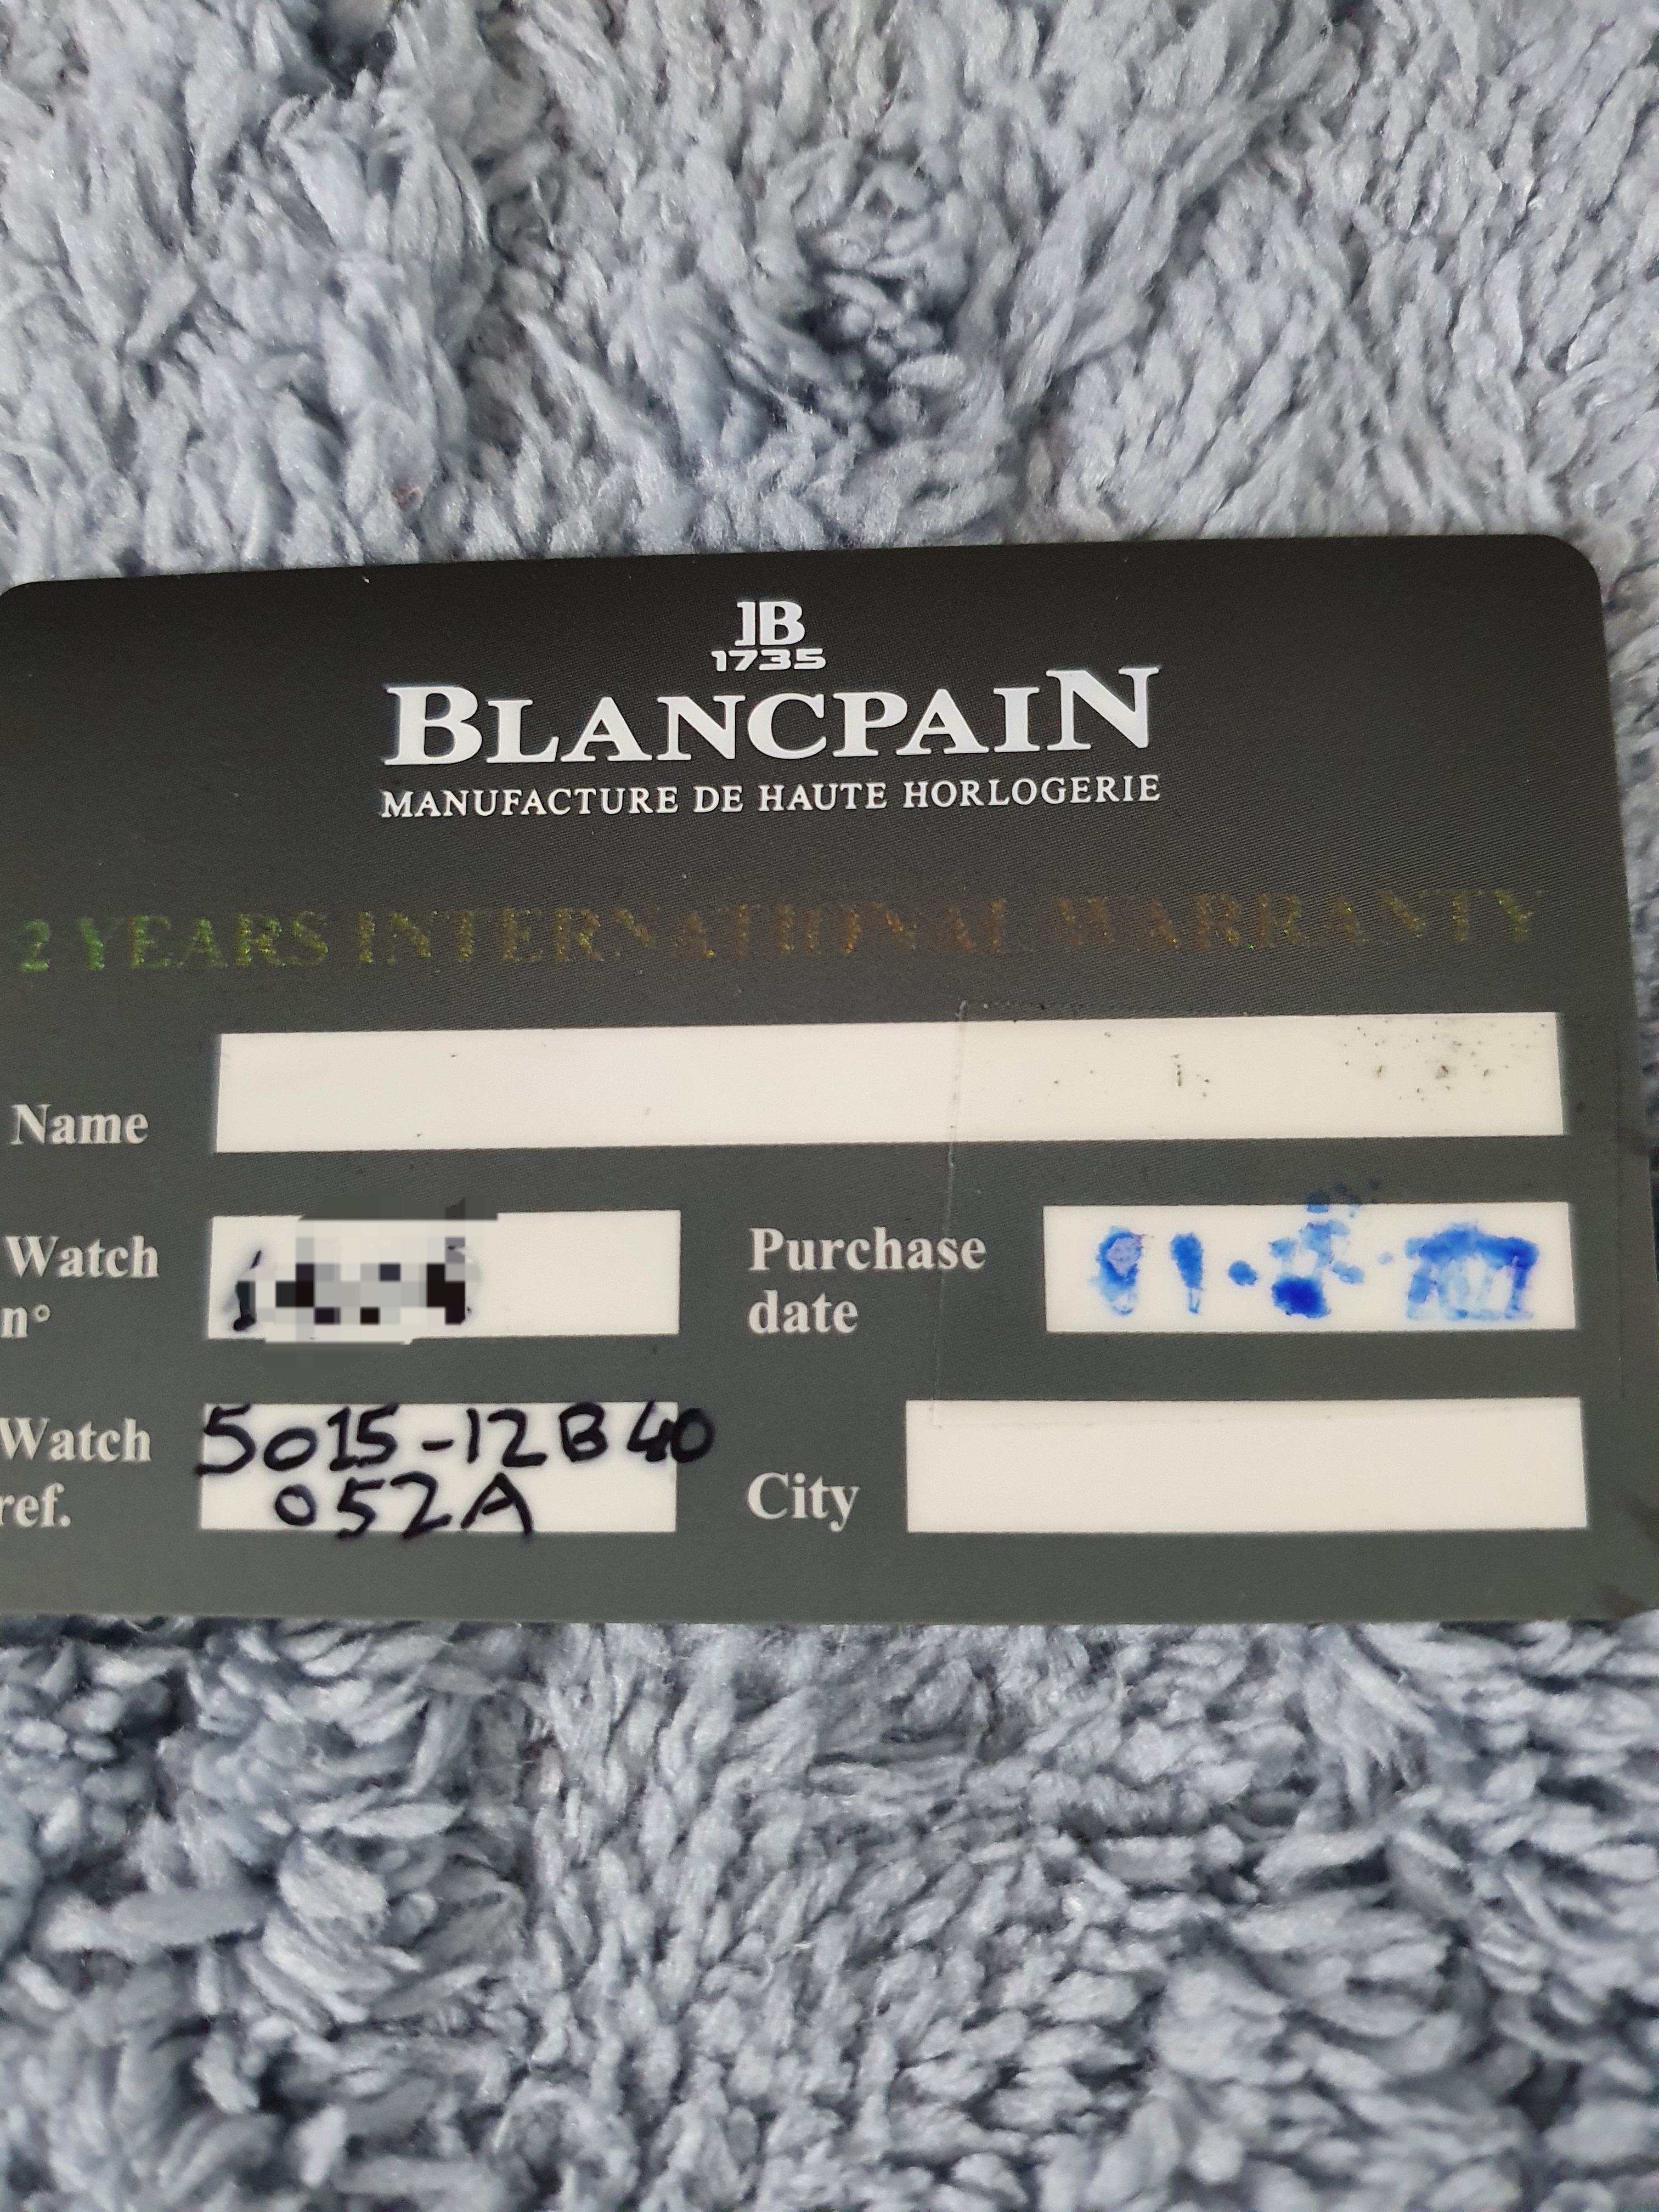 JB
1735
BLANCPAIN
MANUFACTURE DE HAUTE HORLOGERIE
2 YEARS INTERNATIONAL WARRANTY
Name
Watch
n°
Purchase
date
Watch
ref.
5015-12B40
052A
City